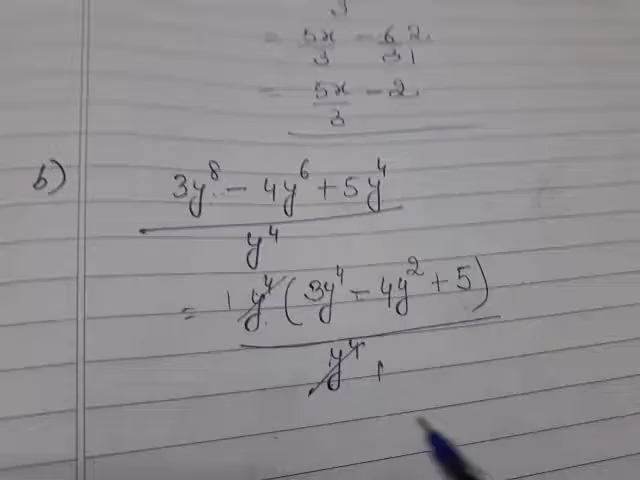 3
= 5x/3 - 6/3 2/1
= 5x/3 - 2
b) 3y⁸ - 4y⁶ + 5y⁴
y⁴
= 1 y⁴ (3y⁴ - 4y² + 5)
y⁴ 1